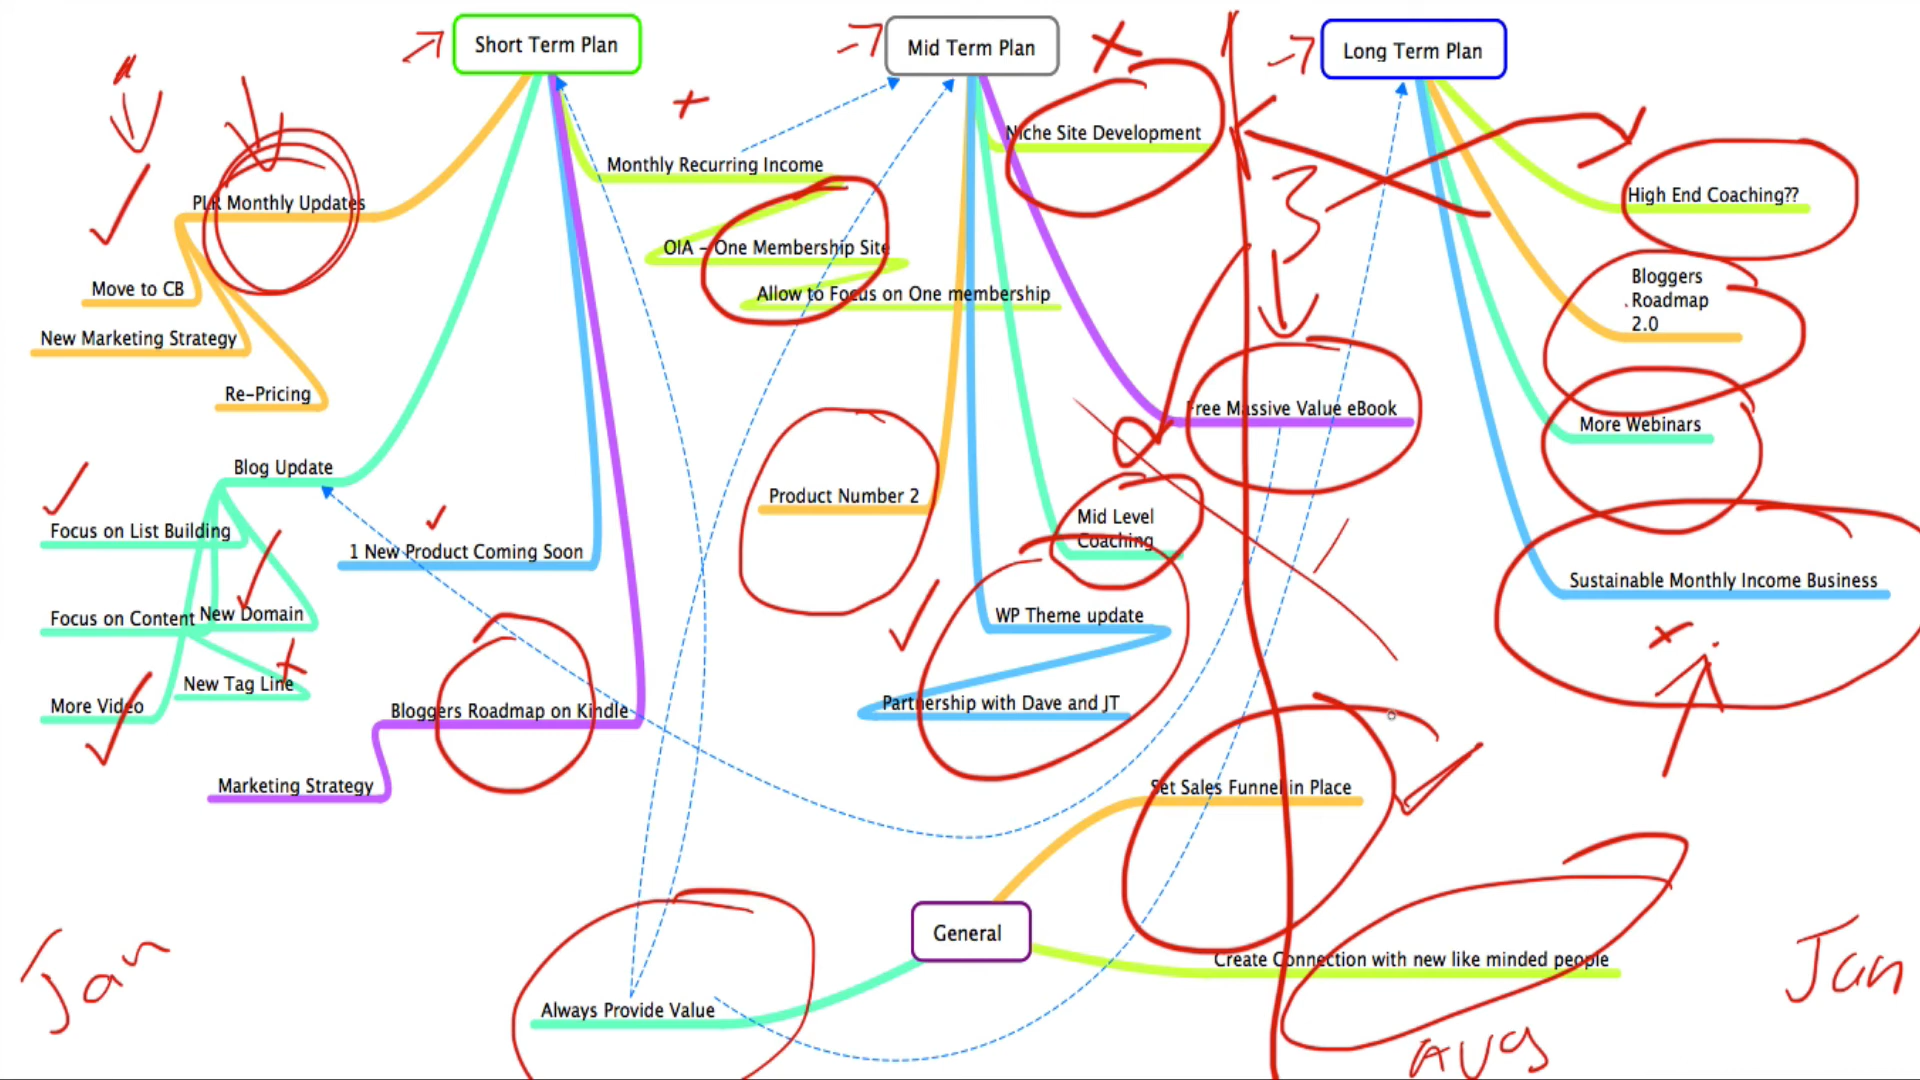 Short Term Plan
Mid Term Plan
Long Term Plan
Niche Site Development
Monthly Recurring Income
High End Coaching??
PLR Monthly Updates
OIA - One Membership Site
Allow to Focus on One membership
Move to CB
New Marketing Strategy
Re-Pricing
Bloggers
Roadmap
2.0
Free Massive Value eBook
More Webinars
Blog Update
Product Number 2
Mid Level
Coaching
Focus on List Building
1 New Product Coming Soon
Sustainable Monthly Income Business
Focus on Content
New Domain
WP Theme update
New Tag Line
More Video
Bloggers Roadmap on Kindle
Partnership with Dave and JT
Marketing Strategy
Set Sales Funnel in Place
General
Create Connection with new like minded people
Always Provide Value
Jan
Jan
AUG